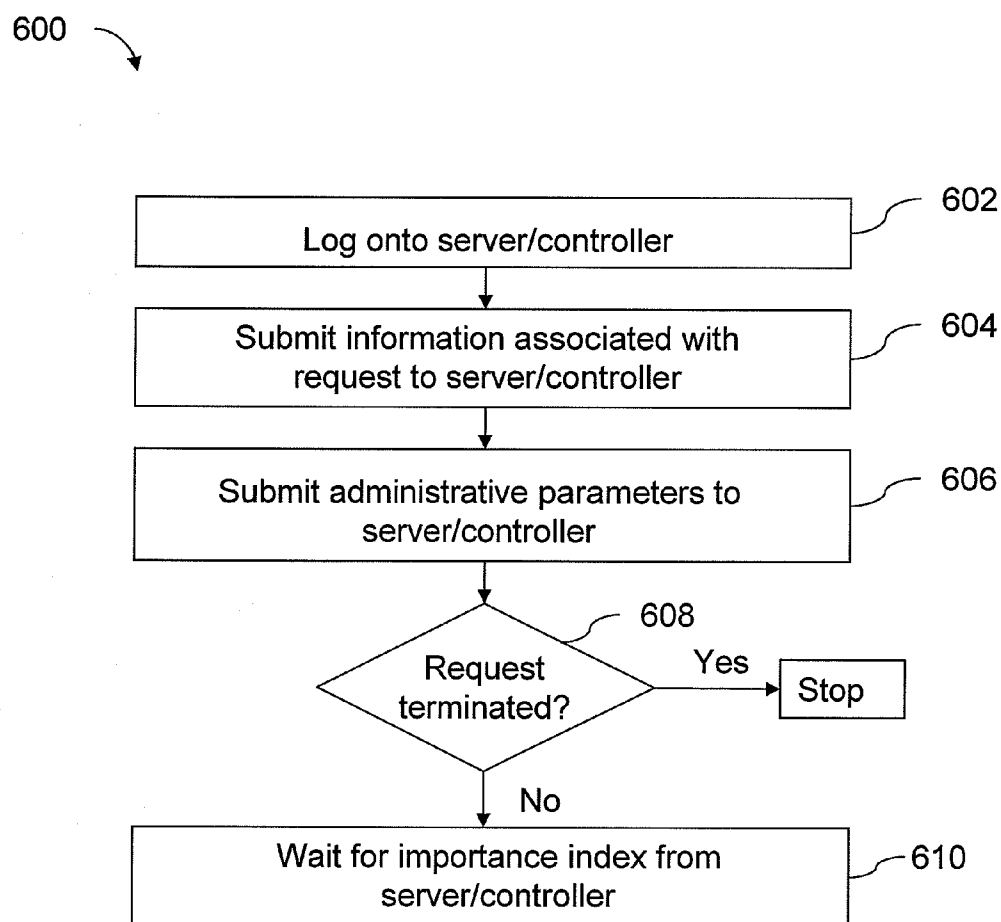 600
602
Log onto server/controller
604
Submit information associated with
request to server/controller
606
Submit administrative parameters to
server/controller
608
Request
terminated?
Yes
Stop
No
Wait for importance index from
server/controller
610